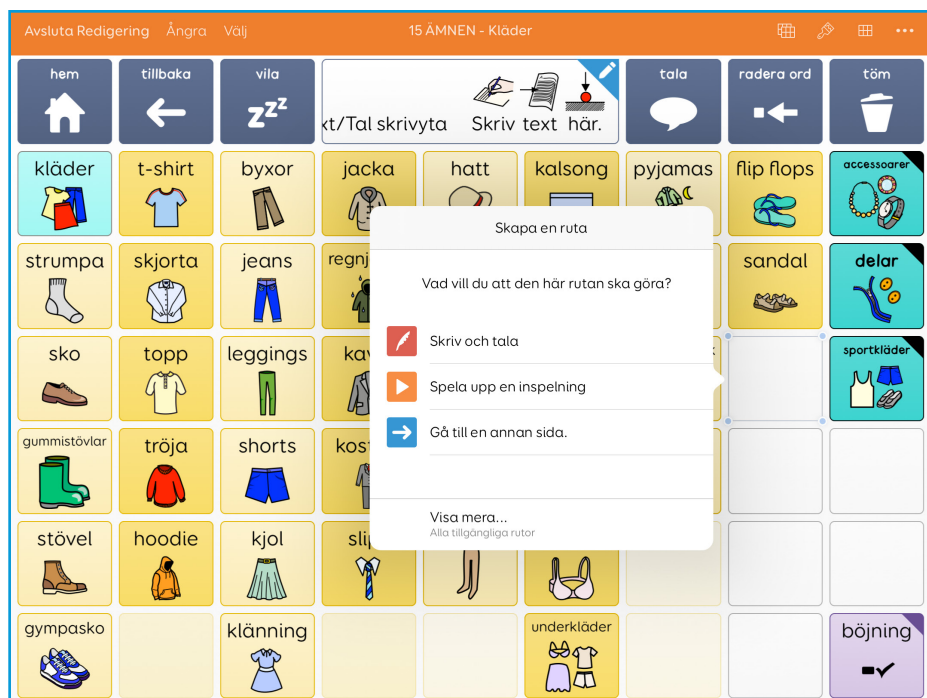 Avsluta Redigering Ångra Välj 15 ÄMNEN - Kläder
hem tillbaka vila tala radera ord töm
zzz
xt/Tal skrivyta Skriv text här.
kläder t-shirt byxor jacka hatt kalsong pyjamas flip flops accessoarer
Skapa en ruta
strumpa skjorta jeans regnj sandal delar
Vad vill du att den här rutan ska göra?
Skriv och tala
sko topp leggings kav sportkläder
Spela upp en inspelning
Gå till en annan sida.
gummistövlar tröja shorts kos
Visa mera...
Alla tillgängliga rutor
stövel hoodie kjol sli
gympasko klänning underkläder böjning